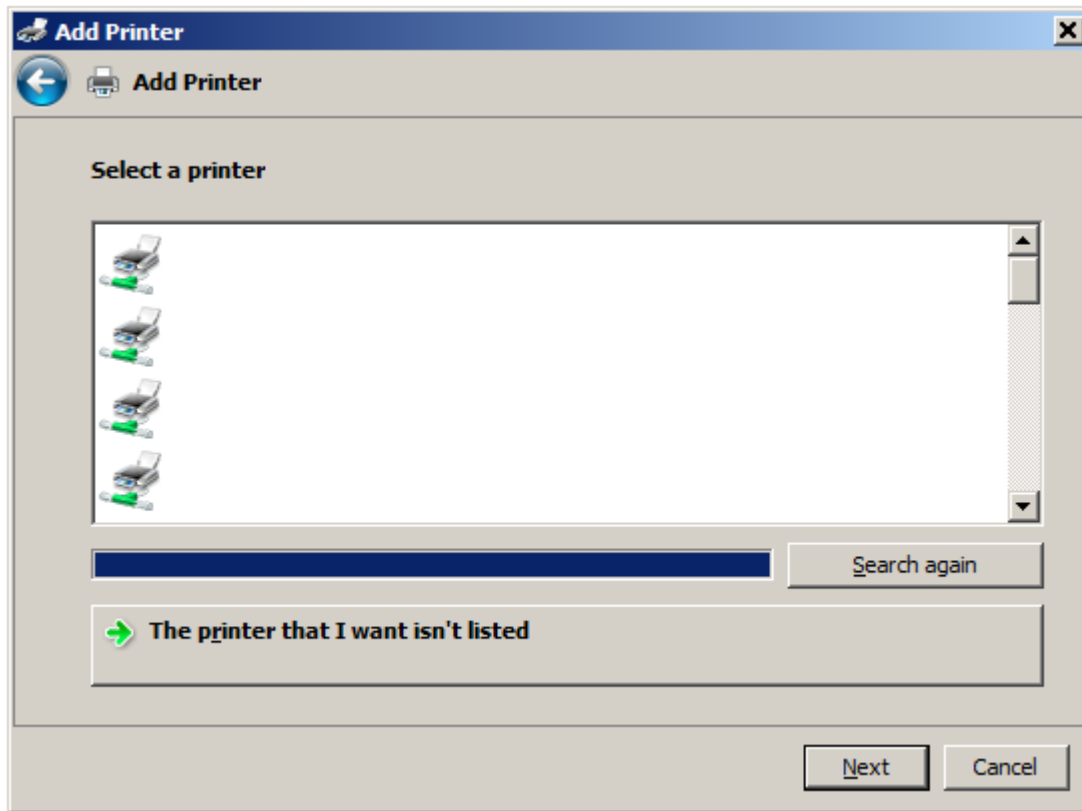 Add Printer
Add Printer
Select a printer
Search again
The printer that I want isn't listed
Next Cancel